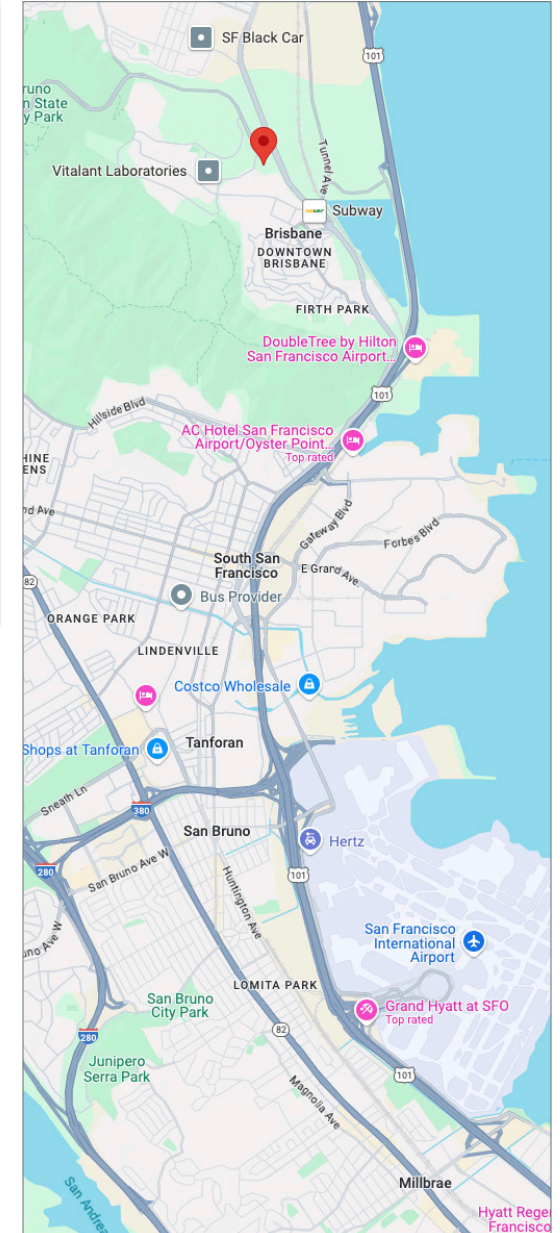 SF Black Car
101
runo
n State
y Park
Tunnel Ave
Vitalant Laboratories
Subway
Brisbane
DOWNTOWN
BRISBANE
FIRTH PARK
DoubleTree by Hilton
San Francisco Airport...
101
Hillside Blvd
AC Hotel San Francisco
Airport/Oyster Point...
Top rated
HINE
ENS
nd Ave
Gateway Blvd
Forbes Blvd
South San
Francisco
E Grand Ave.
82
Bus Provider
ORANGE PARK
LINDENVILLE
Costco Wholesale
Tanforan
Shops at Tanforan
Sneath Ln
380
San Bruno
Hertz
280
San Bruno Ave W
101
Huntington Ave
uno Ave W
San Francisco
International
Airport
LOMITA PARK
San Bruno
City Park
Grand Hyatt at SFO
Top rated
82
280
Junipero
Serra Park
101
Magnolia Ave
Millbrae
San Andrea
Hyatt Rege
Francisco